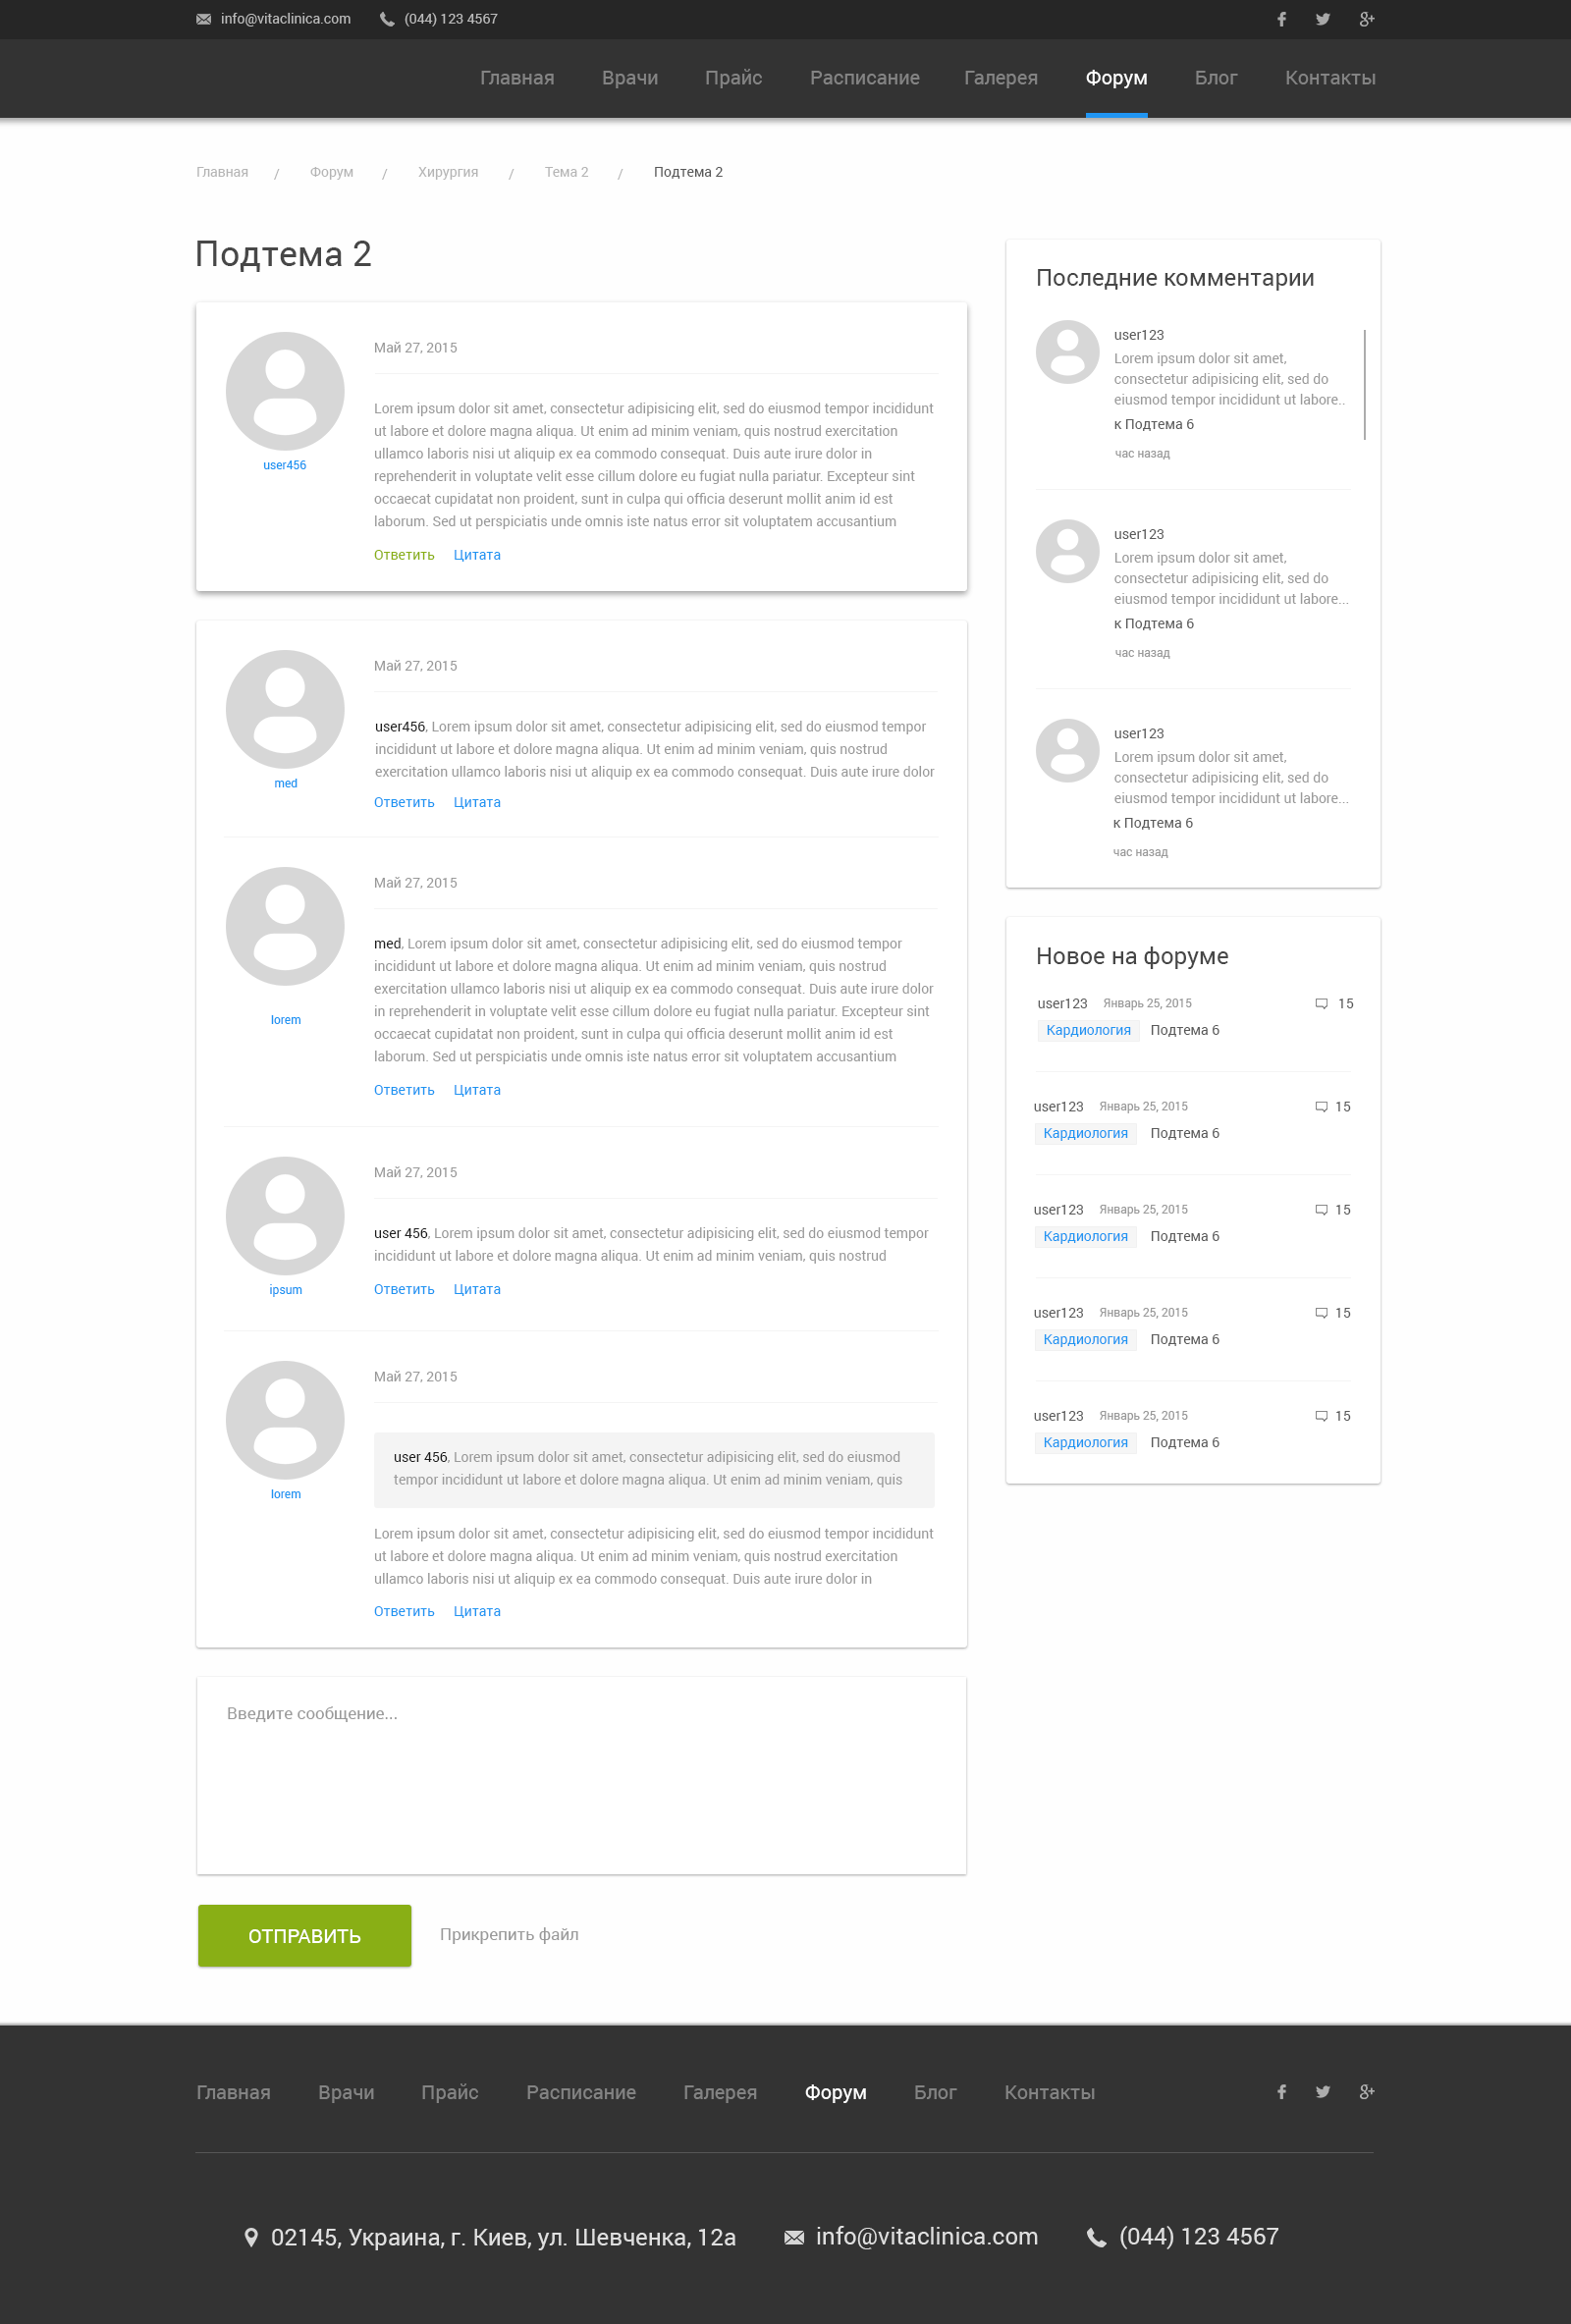 info@vitaclinica.com (044) 123 4567
Главная Врачи Прайс Расписание Галерея Форум Блог Контакты
Главная / Форум / Хирургия / Тема 2 / Подтема 2
Подтема 2
Май 27, 2015
Lorem ipsum dolor sit amet, consectetur adipisicing elit, sed do eiusmod tempor incididunt
ut labore et dolore magna aliqua. Ut enim ad minim veniam, quis nostrud exercitation
ullamco laboris nisi ut aliquip ex ea commodo consequat. Duis aute irure dolor in
reprehenderit in voluptate velit esse cillum dolore eu fugiat nulla pariatur. Excepteur sint
occaecat cupidatat non proident, sunt in culpa qui officia deserunt mollit anim id est
laborum. Sed ut perspiciatis unde omnis iste natus error sit voluptatem accusantium
user456
Ответить Цитата
Май 27, 2015
user456, Lorem ipsum dolor sit amet, consectetur adipisicing elit, sed do eiusmod tempor
incididunt ut labore et dolore magna aliqua. Ut enim ad minim veniam, quis nostrud
exercitation ullamco laboris nisi ut aliquip ex ea commodo consequat. Duis aute irure dolor
med
Ответить Цитата
Май 27, 2015
med, Lorem ipsum dolor sit amet, consectetur adipisicing elit, sed do eiusmod tempor
incididunt ut labore et dolore magna aliqua. Ut enim ad minim veniam, quis nostrud
exercitation ullamco laboris nisi ut aliquip ex ea commodo consequat. Duis aute irure dolor
in reprehenderit in voluptate velit esse cillum dolore eu fugiat nulla pariatur. Excepteur sint
occaecat cupidatat non proident, sunt in culpa qui officia deserunt mollit anim id est
laborum. Sed ut perspiciatis unde omnis iste natus error sit voluptatem accusantium
lorem
Ответить Цитата
Май 27, 2015
user 456, Lorem ipsum dolor sit amet, consectetur adipisicing elit, sed do eiusmod tempor
incididunt ut labore et dolore magna aliqua. Ut enim ad minim veniam, quis nostrud
ipsum
Ответить Цитата
Май 27, 2015
user 456, Lorem ipsum dolor sit amet, consectetur adipisicing elit, sed do eiusmod
tempor incididunt ut labore et dolore magna aliqua. Ut enim ad minim veniam, quis
lorem
Lorem ipsum dolor sit amet, consectetur adipisicing elit, sed do eiusmod tempor incididunt
ut labore et dolore magna aliqua. Ut enim ad minim veniam, quis nostrud exercitation
ullamco laboris nisi ut aliquip ex ea commodo consequat. Duis aute irure dolor in
Ответить Цитата
Введите сообщение...
ОТПРАВИТЬ Прикрепить файл
Последние комментарии
user123
Lorem ipsum dolor sit amet,
consectetur adipisicing elit, sed do
eiusmod tempor incididunt ut labore..
к Подтема 6
час назад
user123
Lorem ipsum dolor sit amet,
consectetur adipisicing elit, sed do
eiusmod tempor incididunt ut labore...
к Подтема 6
час назад
user123
Lorem ipsum dolor sit amet,
consectetur adipisicing elit, sed do
eiusmod tempor incididunt ut labore...
к Подтема 6
час назад
Новое на форуме
user123 Январь 25, 2015 15
Кардиология Подтема 6
user123 Январь 25, 2015 15
Кардиология Подтема 6
user123 Январь 25, 2015 15
Кардиология Подтема 6
user123 Январь 25, 2015 15
Кардиология Подтема 6
user123 Январь 25, 2015 15
Кардиология Подтема 6
Главная Врачи Прайс Расписание Галерея Форум Блог Контакты
02145, Украина, г. Киев, ул. Шевченка, 12а info@vitaclinica.com (044) 123 4567